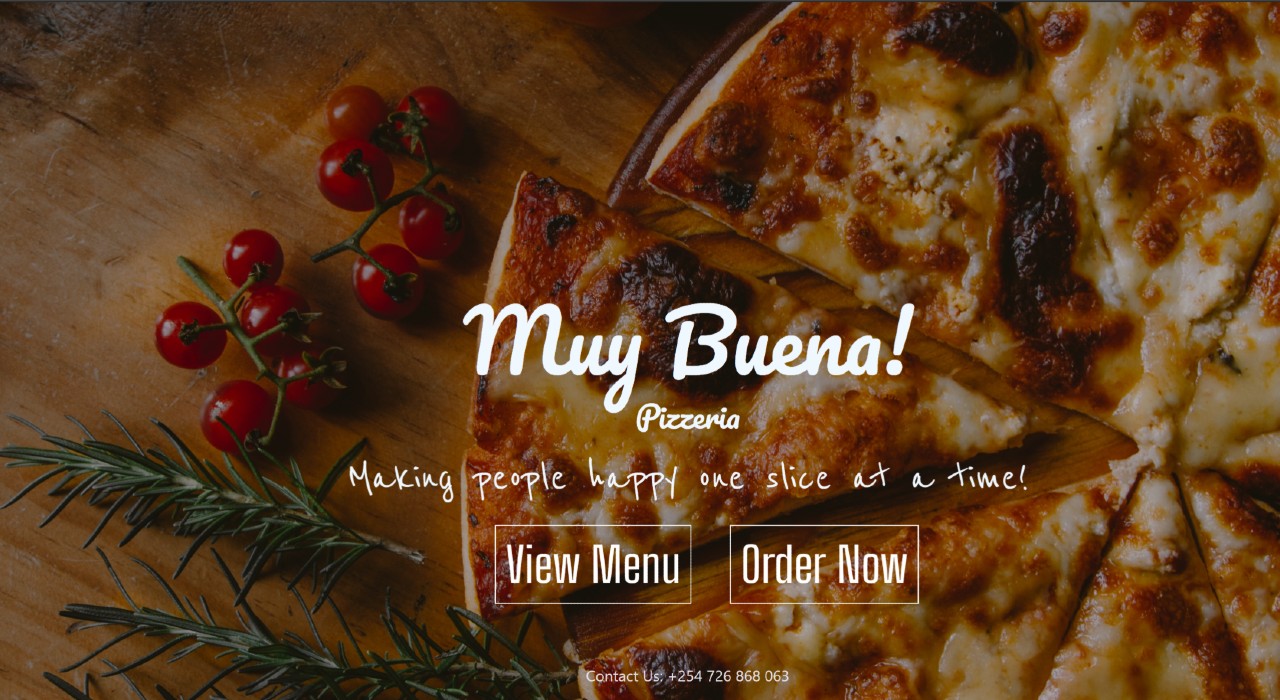 Muy Buena!
Pizzeria
Making people happy one slice at a time!
View Menu
Order Now
Contact Us: +254 726 868 063